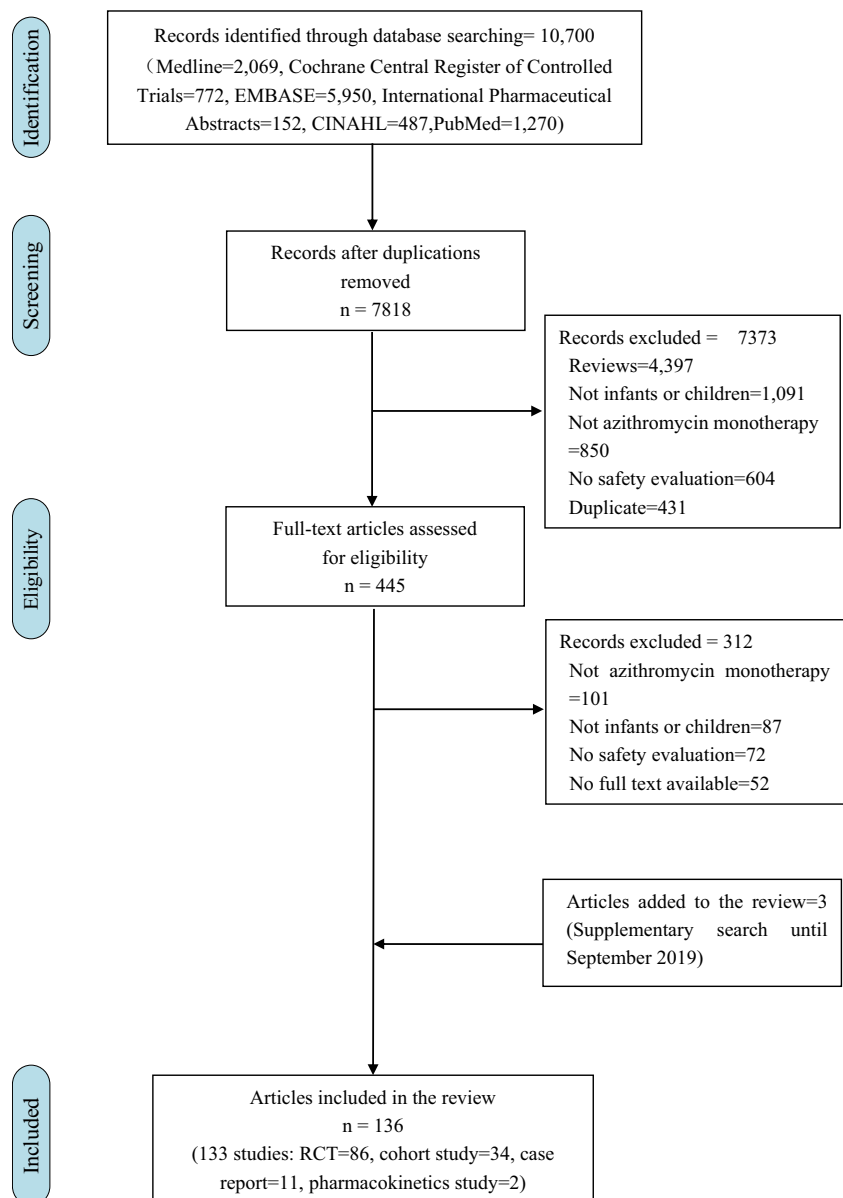 Identification
Records identified through database searching= 10,700
（Medline=2,069, Cochrane Central Register of Controlled
Trials=772, EMBASE=5,950, International Pharmaceutical
Abstracts=152, CINAHL=487,PubMed=1,270)
Screening
Records after duplications
removed
n = 7818
Records excluded = 7373
Reviews=4,397
Not infants or children=1,091
Not azithromycin monotherapy
=850
No safety evaluation=604
Duplicate=431
Eligibility
Full-text articles assessed
for eligibility
n = 445
Records excluded = 312
Not azithromycin monotherapy
=101
Not infants or children=87
No safety evaluation=72
No full text available=52
Articles added to the review=3
(Supplementary search until
September 2019)
Included
Articles included in the review
n = 136
(133 studies: RCT=86, cohort study=34, case
report=11, pharmacokinetics study=2)